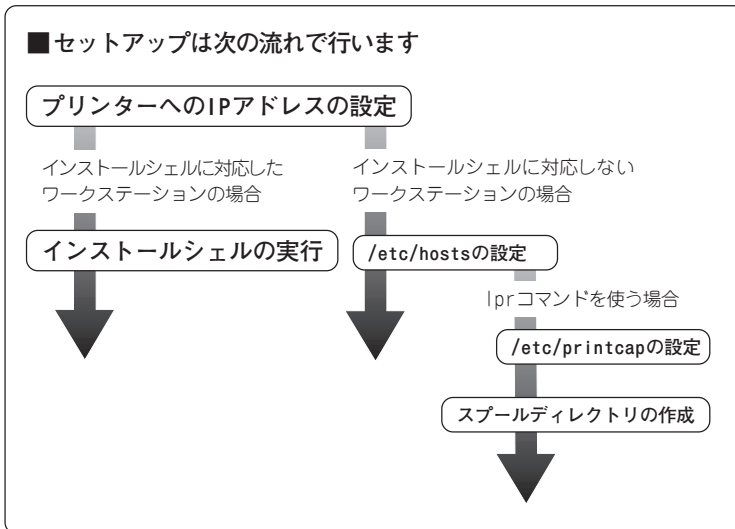 ■セットアップは次の流れで行います
プリンターへのIPアドレスの設定
インストールシェルに対応した
ワークステーションの場合
インストールシェルの実行
インストールシェルに対応しない
ワークステーションの場合
/etc/hostsの設定
lprコマンドを使う場合
/etc/printcapの設定
スプールディレクトリの作成